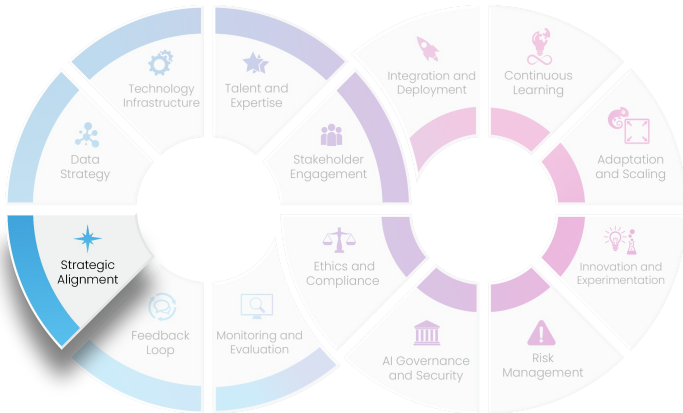 Technology
Infrastructure
Talent and
Expertise
Integration and
Deployment
Continuous
Learning
Data
Strategy
Stakeholder
Engagement
Adaptation
and Scaling
Strategic
Alignment
Ethics and
Compliance
Innovation and
Experimentation
Feedback
Loop
Monitoring and
Evaluation
AI Governance
and Security
Risk
Management